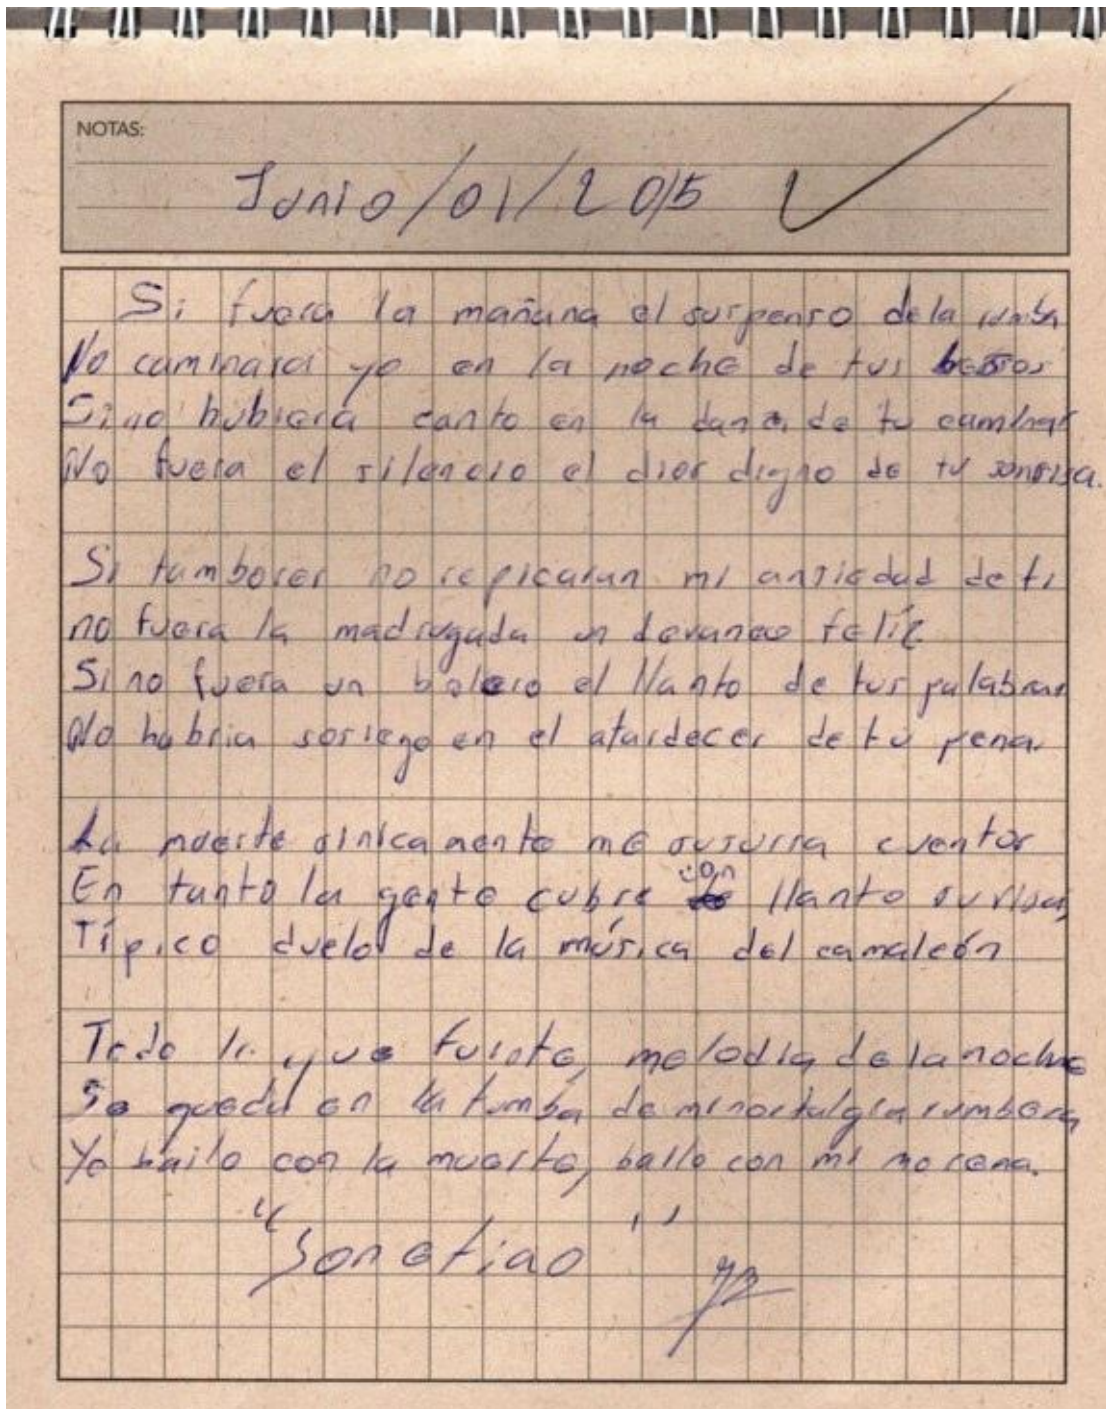 NOTAS:
Junio/01/2015
Si fuera la mañana el suspenso de la rumba
No caminara yo en la noche de tus besos
Si no hubiera canto en la danza de tu caminar
No fuera el silencio el dios digno de tu sonrisa.
Si tambores no repicaran mi ansiedad de ti
no fuera la madrugada un devaneo felíz
Si no fuera un bolero el llanto de tus palabras
No habria sosiego en el atardecer de tu pena.
La muerte sinicamente me susurra cuentos
En tanto la gente cubre con llanto su risa,
Típico duelo de la música del camaleón
Todo lo que fuiste, melodia de la noche
Se quedó en la tumba de mi nostalgia rumbera
Yo bailo con la muerte, bailo con mi morena.
"Sonetiao"